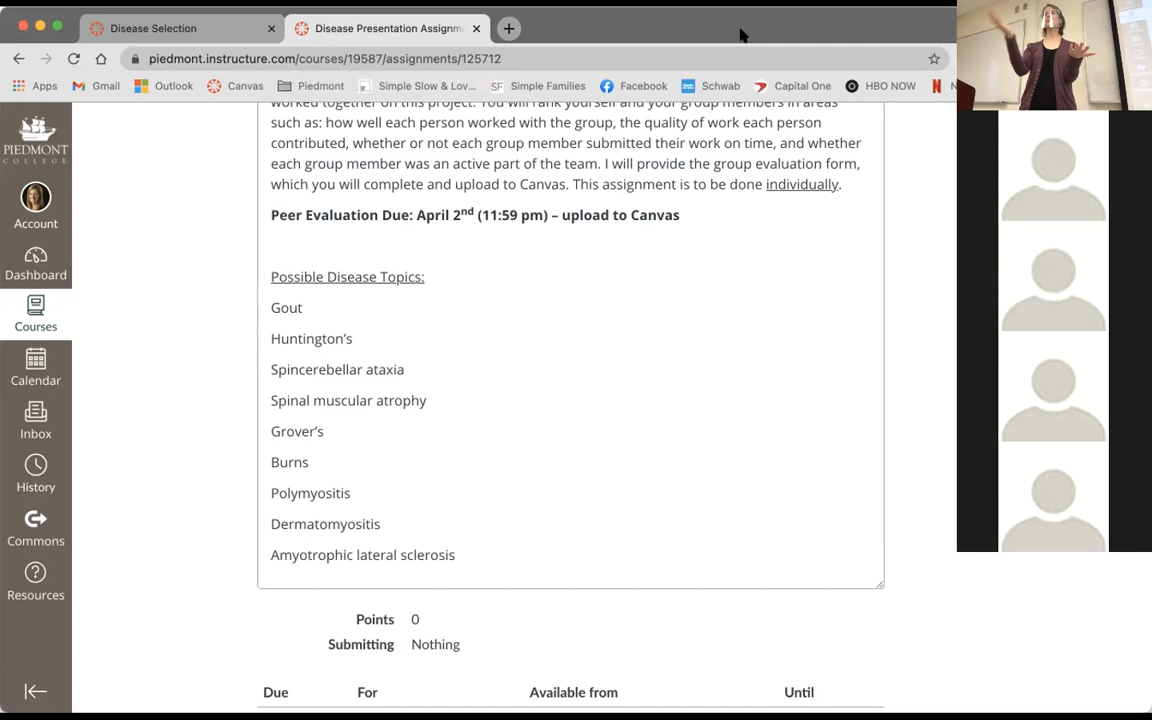 Disease Selection
Disease Presentation Assignm
piedmont.instructure.com/courses/19587/assignments/125712
Apps Gmail Outlook Canvas Piedmont Simple Slow & Lov... Simple Families Facebook Schwab Capital One HBO NOW N
PIEDMONT
COLLEGE
Account
Dashboard
Courses
Calendar
Inbox
History
Commons
Resources
worked together on this project. You will rank yourself and your group members in areas
such as: how well each person worked with the group, the quality of work each person
contributed, whether or not each group member submitted their work on time, and whether
each group member was an active part of the team. I will provide the group evaluation form,
which you will complete and upload to Canvas. This assignment is to be done individually.
Peer Evaluation Due: April 2nd (11:59 pm) – upload to Canvas
Possible Disease Topics:
Gout
Huntington's
Spincerebellar ataxia
Spinal muscular atrophy
Grover's
Burns
Polymyositis
Dermatomyositis
Amyotrophic lateral sclerosis
Points 0
Submitting Nothing
Due For Available from Until